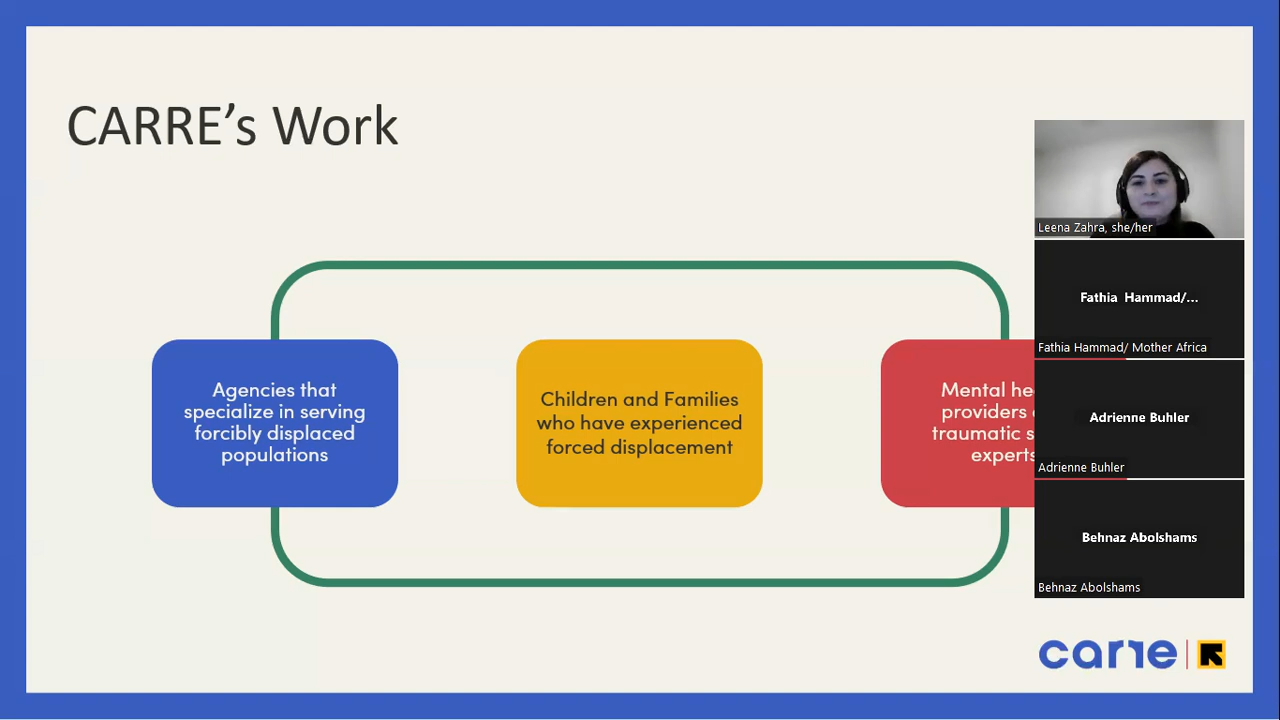 CARRE’s Work
Agencies that
specialize in serving
forcibly displaced
populations
Children and Families
who have experienced
forced displacement
Mental he
providers
traumatic s
experts
Leena Zahra, she/her
Fathia Hammad/...
Fathia Hammad/ Mother Africa
Adrienne Buhler
Adrienne Buhler
Behnaz Abolshams
Behnaz Abolshams
carre